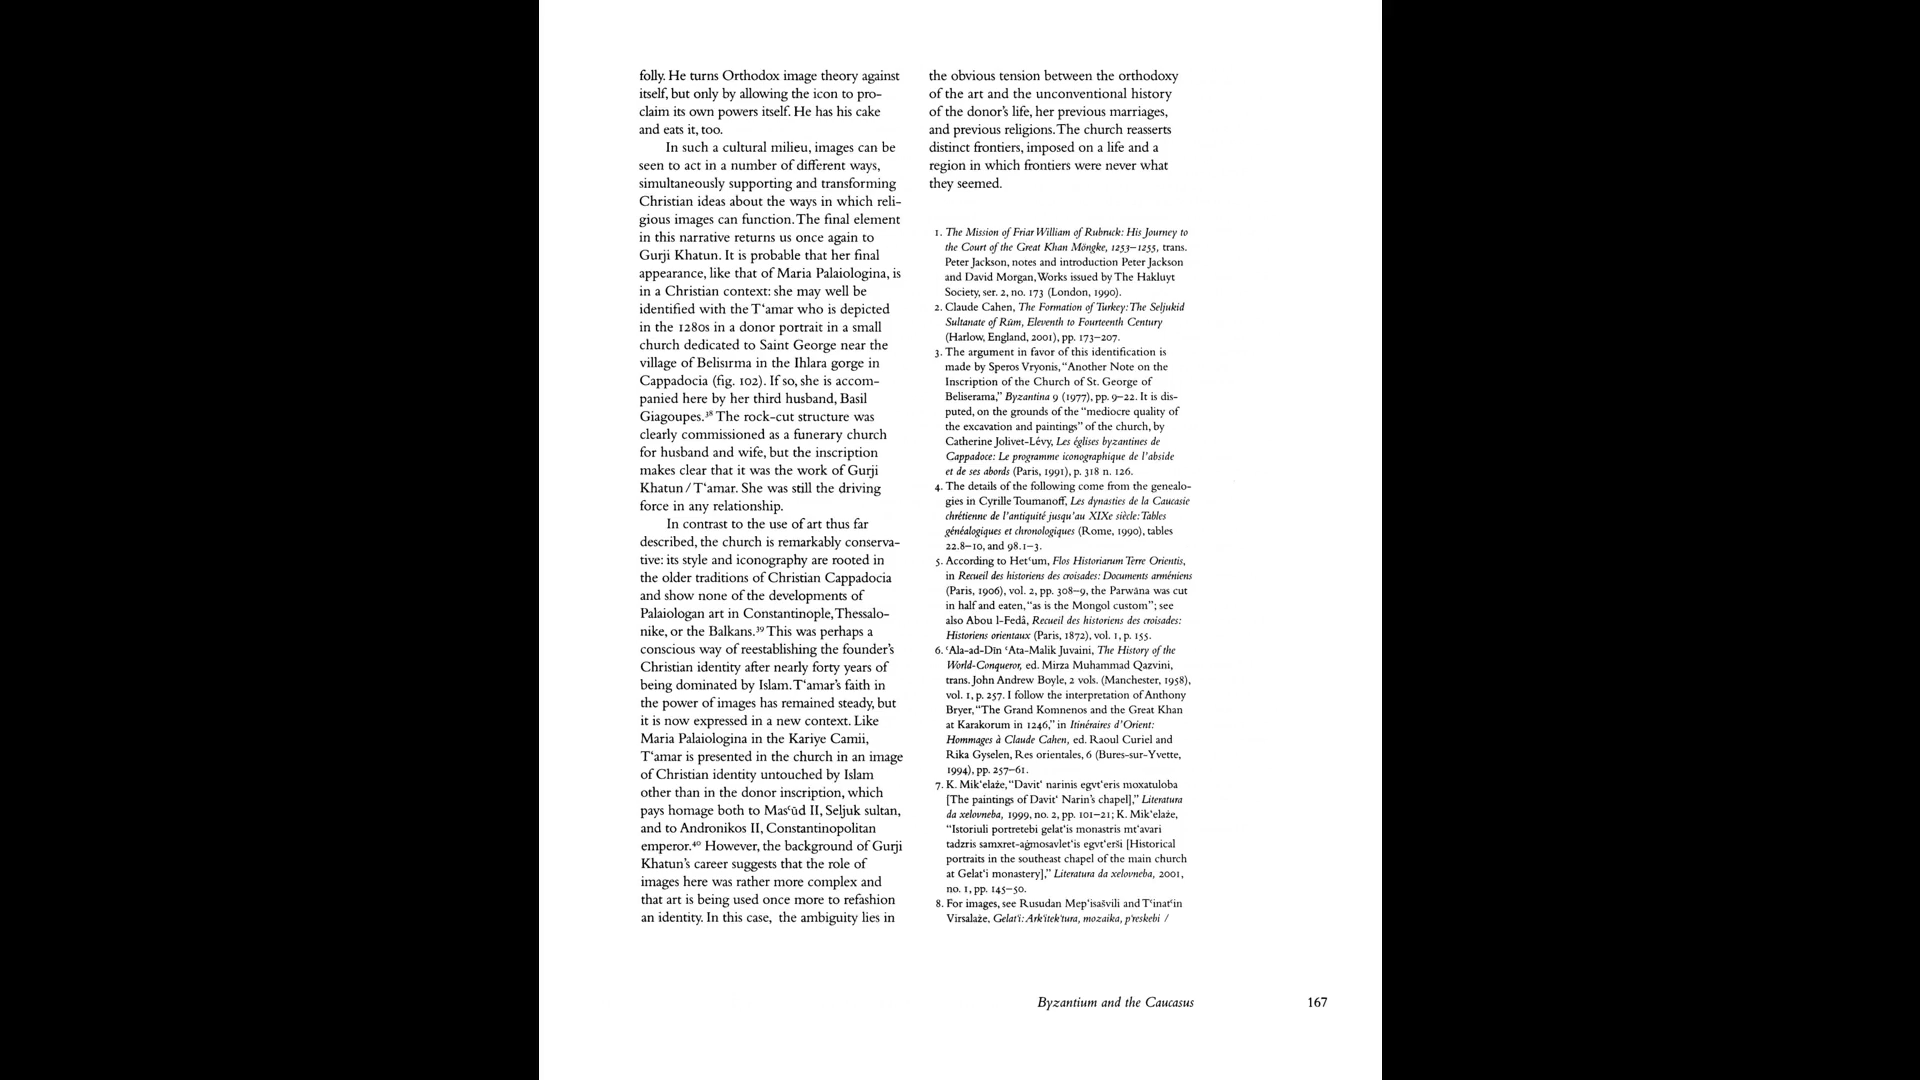 folly. He turns Orthodox image theory against
itself, but only by allowing the icon to pro-
claim its own powers itself. He has his cake
and eats it, too.
In such a cultural milieu, images can be
seen to act in a number of different ways,
simultaneously supporting and transforming
Christian ideas about the ways in which reli-
gious images can function. The final element
in this narrative returns us once again to
Gurji Khatun. It is probable that her final
appearance, like that of Maria Palaiologina, is
in a Christian context: she may well be
identified with the Tʻamar who is depicted
in the 1280s in a donor portrait in a small
church dedicated to Saint George near the
village of Belisırma in the Ihlara gorge in
Cappadocia (fig. 102). If so, she is accom-
panied here by her third husband, Basil
Giagoupes.³⁸ The rock-cut structure was
clearly commissioned as a funerary church
for husband and wife, but the inscription
makes clear that it was the work of Gurji
Khatun / Tʻamar. She was still the driving
force in any relationship.
In contrast to the use of art thus far
described, the church is remarkably conserva-
tive: its style and iconography are rooted in
the older traditions of Christian Cappadocia
and show none of the developments of
Palaiologan art in Constantinople, Thessalo-
nike, or the Balkans.³⁹ This was perhaps a
conscious way of reestablishing the founder's
Christian identity after nearly forty years of
being dominated by Islam. Tʻamar's faith in
the power of images has remained steady, but
it is now expressed in a new context. Like
Maria Palaiologina in the Kariye Camii,
Tʻamar is presented in the church in an image
of Christian identity untouched by Islam
other than in the donor inscription, which
pays homage both to Masʿūd II, Seljuk sultan,
and to Andronikos II, Constantinopolitan
emperor.⁴⁰ However, the background of Gurji
Khatun's career suggests that the role of
images here was rather more complex and
that art is being used once more to refashion
an identity. In this case, the ambiguity lies in
the obvious tension between the orthodoxy
of the art and the unconventional history
of the donor's life, her previous marriages,
and previous religions. The church reasserts
distinct frontiers, imposed on a life and a
region in which frontiers were never what
they seemed.
1. The Mission of Friar William of Rubruck: His Journey to
the Court of the Great Khan Möngke, 1253–1255, trans.
Peter Jackson, notes and introduction Peter Jackson
and David Morgan, Works issued by The Hakluyt
Society, ser. 2, no. 173 (London, 1990).
2. Claude Cahen, The Formation of Turkey: The Seljukid
Sultanate of Rūm, Eleventh to Fourteenth Century
(Harlow, England, 2001), pp. 173–207.
3. The argument in favor of this identification is
made by Speros Vryonis, "Another Note on the
Inscription of the Church of St. George of
Beliserama," Byzantina 9 (1977), pp. 9–22. It is dis-
puted, on the grounds of the "mediocre quality of
the excavation and paintings" of the church, by
Catherine Jolivet-Lévy, Les églises byzantines de
Cappadoce: Le programme iconographique de l'abside
et de ses abords (Paris, 1991), p. 318 n. 126.
4. The details of the following come from the genealo-
gies in Cyrille Toumanoff, Les dynasties de la Caucasie
chrétienne de l'antiquité jusqu'au XIXe siècle: Tables
généalogiques et chronologiques (Rome, 1990), tables
22.8–10, and 98.1–3.
5. According to Hetʻum, Flos Historiarum Terre Orientis,
in Recueil des historiens des croisades: Documents arméniens
(Paris, 1906), vol. 2, pp. 308–9, the Parwāna was cut
in half and eaten, "as is the Mongol custom"; see
also Abou l-Fedâ, Recueil des historiens des croisades:
Historiens orientaux (Paris, 1872), vol. 1, p. 155.
6. ʿAla-ad-Dīn ʿAta-Malik Juvaini, The History of the
World-Conqueror, ed. Mirza Muhammad Qazvini,
trans. John Andrew Boyle, 2 vols. (Manchester, 1958),
vol. 1, p. 257. I follow the interpretation of Anthony
Bryer, "The Grand Komnenos and the Great Khan
at Karakorum in 1246," in Itinéraires d'Orient:
Hommages à Claude Cahen, ed. Raoul Curiel and
Rika Gyselen, Res orientales, 6 (Bures-sur-Yvette,
1994), pp. 257–61.
7. K. Mikʻelaże, "Davitʻ narinis egvtʻeris moxatuloba
[The paintings of Davitʻ Narin's chapel]," Literatura
da xelovneba, 1999, no. 2, pp. 101–21; K. Mikʻelaże,
"Istoriuli portretebi gelatʻis monastris mtʻavari
tadzris samxret-aġmosavletʻis egvtʻerši [Historical
portraits in the southeast chapel of the main church
at Gelatʻi monastery]," Literatura da xelovneba, 2001,
no. 1, pp. 145–50.
8. For images, see Rusudan Mepʻisašvili and Tʻinatʻin
Virsalaże, Gelatʻi: Arkʻitekʻtura, mozaika, pʻreskebi /
Byzantium and the Caucasus
167